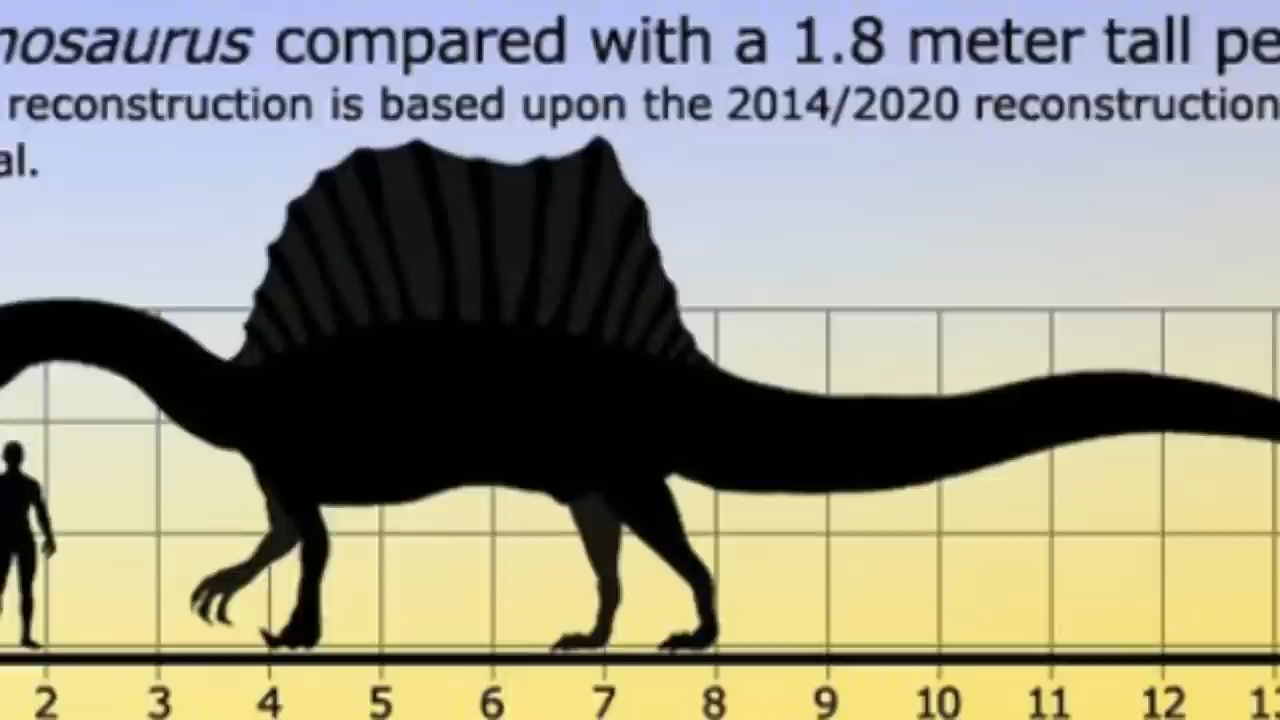 nosaurus compared with a 1.8 meter tall pe
reconstruction is based upon the 2014/2020 reconstruction
al.
2 3 4 5 6 7 8 9 10 11 12 1